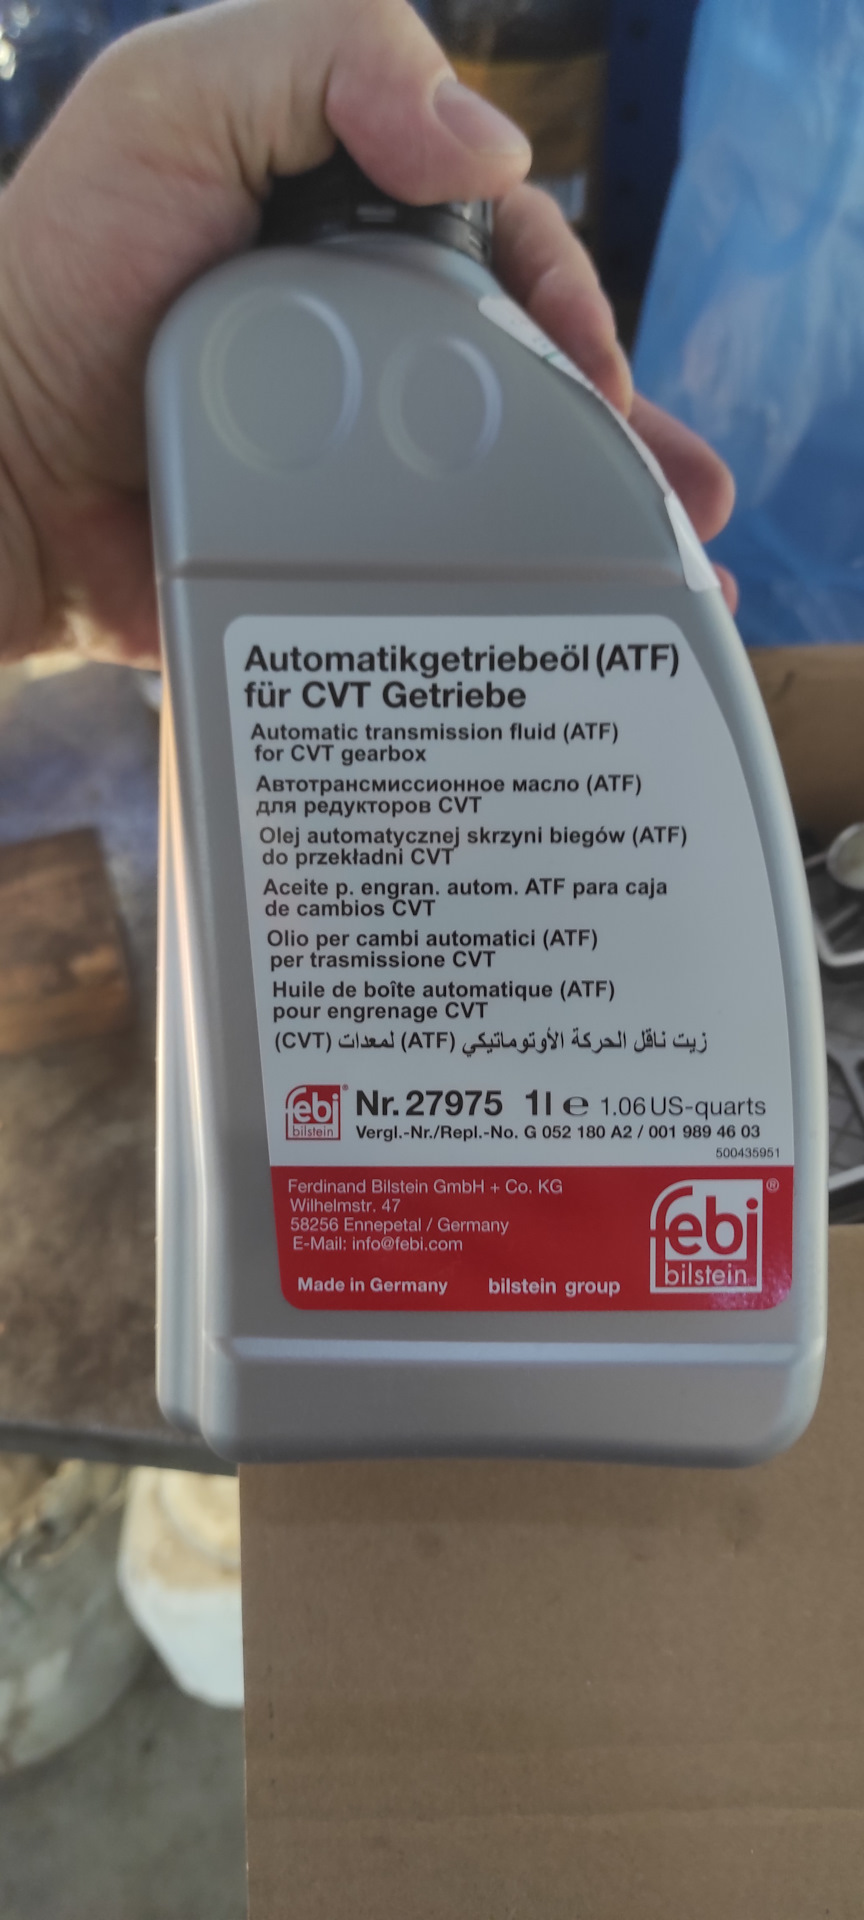 Automatikgetriebeöl (ATF)
für CVT Getriebe
Automatic transmission fluid (ATF)
for CVT gearbox
Автотрансмиссионное масло (ATF)
для редукторов CVT
Olej automatycznej skrzyni biegów (ATF)
do przekładni CVT
Aceite p. engran. autom. ATF para caja
de cambios CVT
Olio per cambi automatici (ATF)
per trasmissione CVT
Huile de boîte automatique (ATF)
pour engrenage CVT
زيت ناقل الحركة الأوتوماتيكي (ATF) لمعدات (CVT)
febi® Nr. 27975 1l e 1.06 US-quarts
bilstein Vergl.-Nr./Repl.-No. G 052 180 A2 / 001 989 46 03
500435951
Ferdinand Bilstein GmbH + Co. KG
Wilhelmstr. 47
58256 Ennepetal / Germany
E-Mail: info@febi.com
Made in Germany bilstein group
febi®
bilstein